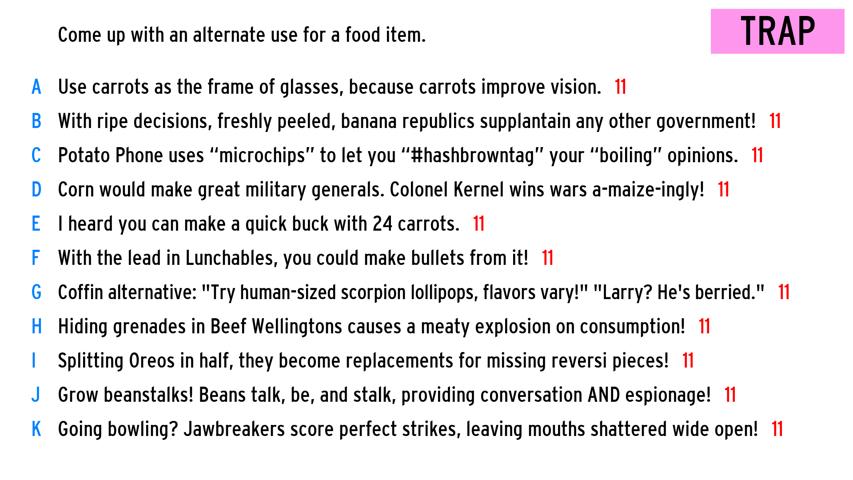 Come up with an alternate use for a food item.
TRAP
A Use carrots as the frame of glasses, because carrots improve vision. 11
B With ripe decisions, freshly peeled, banana republics supplantain any other government! 11
C Potato Phone uses “microchips” to let you “#hashbrowntag” your “boiling” opinions. 11
D Corn would make great military generals. Colonel Kernel wins wars a-maize-ingly! 11
E I heard you can make a quick buck with 24 carrots. 11
F With the lead in Lunchables, you could make bullets from it! 11
G Coffin alternative: "Try human-sized scorpion lollipops, flavors vary!" "Larry? He's berried." 11
H Hiding grenades in Beef Wellingtons causes a meaty explosion on consumption! 11
I Splitting Oreos in half, they become replacements for missing reversi pieces! 11
J Grow beanstalks! Beans talk, be, and stalk, providing conversation AND espionage! 11
K Going bowling? Jawbreakers score perfect strikes, leaving mouths shattered wide open! 11